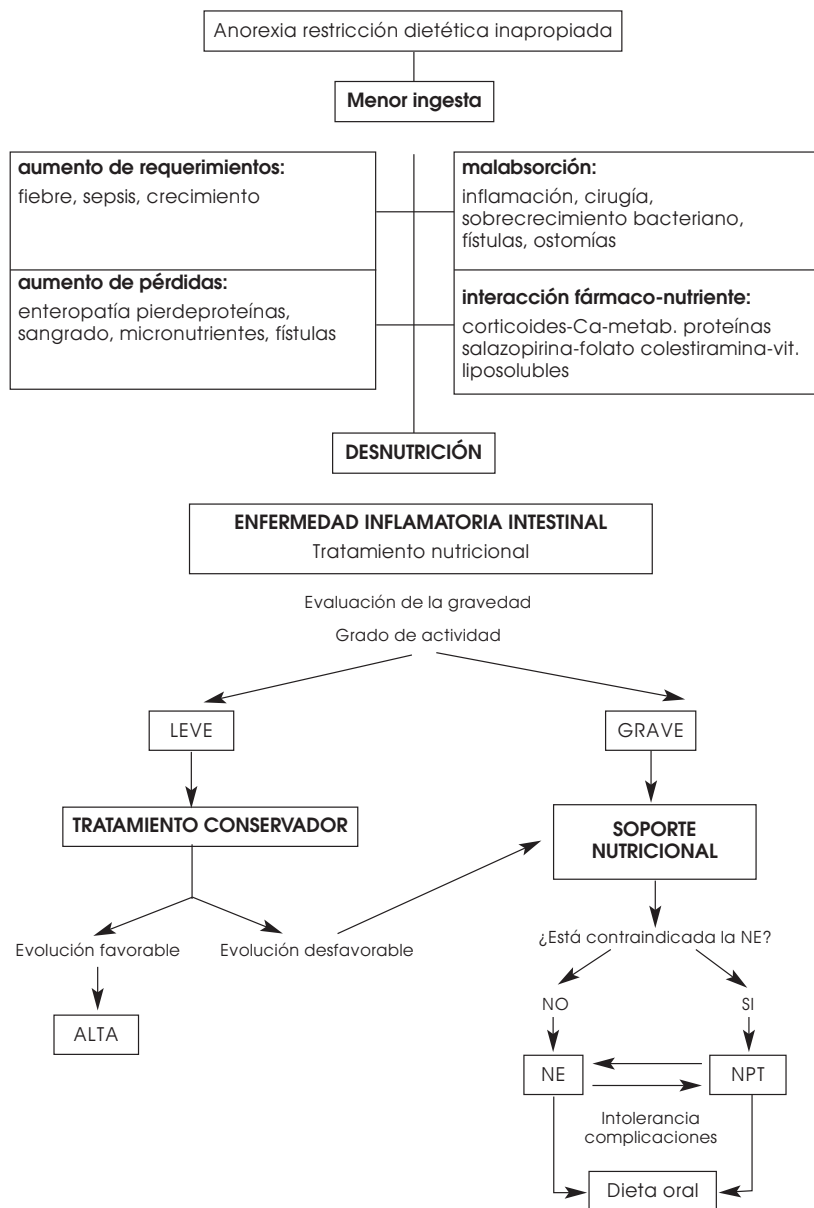 Anorexia restricción dietética inapropiada
Menor ingesta
aumento de requerimientos:
fiebre, sepsis, crecimiento
malabsorción:
inflamación, cirugía,
sobrecrecimiento bacteriano,
fístulas, ostomías
aumento de pérdidas:
enteropatía pierdeproteínas,
sangrado, micronutrientes, fístulas
interacción fármaco-nutriente:
corticoides-Ca-metab. proteínas
salazopirina-folato colestiramina-vit.
liposolubles
DESNUTRICIÓN
ENFERMEDAD INFLAMATORIA INTESTINAL
Tratamiento nutricional
Evaluación de la gravedad
Grado de actividad
LEVE
GRAVE
TRATAMIENTO CONSERVADOR
SOPORTE
NUTRICIONAL
Evolución favorable
Evolución desfavorable
¿Está contraindicada la NE?
NO
SI
ALTA
NE
NPT
Intolerancia
complicaciones
Dieta oral